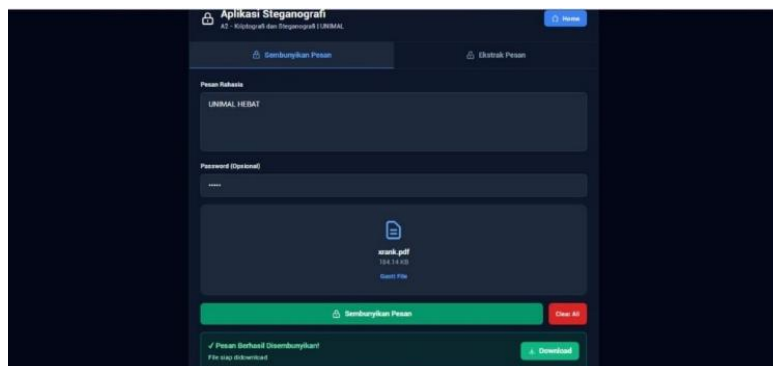 Aplikasi Steganografi
A2 - Kriptografi dan Steganografi | UNIMAL
Home
Sembunyikan Pesan
Ekstrak Pesan
Pesan Rahasia
UNIMAL HEBAT
Password (Opsional)
•••••
xrank.pdf
184.14 KB
Ganti File
Sembunyikan Pesan
Clear All
✓ Pesan Berhasil Disembunyikan!
File siap didownload
Download